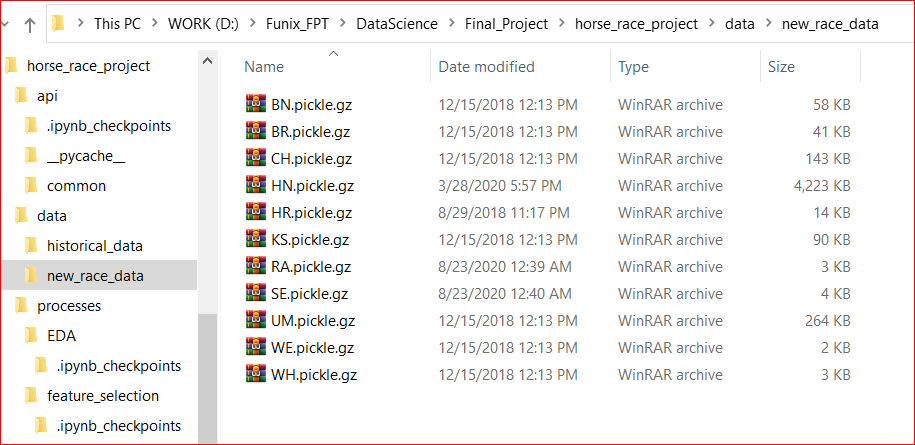 This PC > WORK (D:) > Funix_FPT > DataScience > Final_Project > horse_race_project > data > new_race_data
horse_race_project
api
.ipynb_checkpoints
__pycache__
common
data
historical_data
new_race_data
processes
EDA
.ipynb_checkpoints
feature_selection
.ipynb_checkpoints
Name Date modified Type Size
BN.pickle.gz 12/15/2018 12:13 PM WinRAR archive 58 KB
BR.pickle.gz 12/15/2018 12:13 PM WinRAR archive 41 KB
CH.pickle.gz 12/15/2018 12:13 PM WinRAR archive 143 KB
HN.pickle.gz 3/28/2020 5:57 PM WinRAR archive 4,223 KB
HR.pickle.gz 8/29/2018 11:17 PM WinRAR archive 14 KB
KS.pickle.gz 12/15/2018 12:13 PM WinRAR archive 90 KB
RA.pickle.gz 8/23/2020 12:39 AM WinRAR archive 3 KB
SE.pickle.gz 8/23/2020 12:40 AM WinRAR archive 4 KB
UM.pickle.gz 12/15/2018 12:13 PM WinRAR archive 264 KB
WE.pickle.gz 12/15/2018 12:13 PM WinRAR archive 2 KB
WH.pickle.gz 12/15/2018 12:13 PM WinRAR archive 3 KB